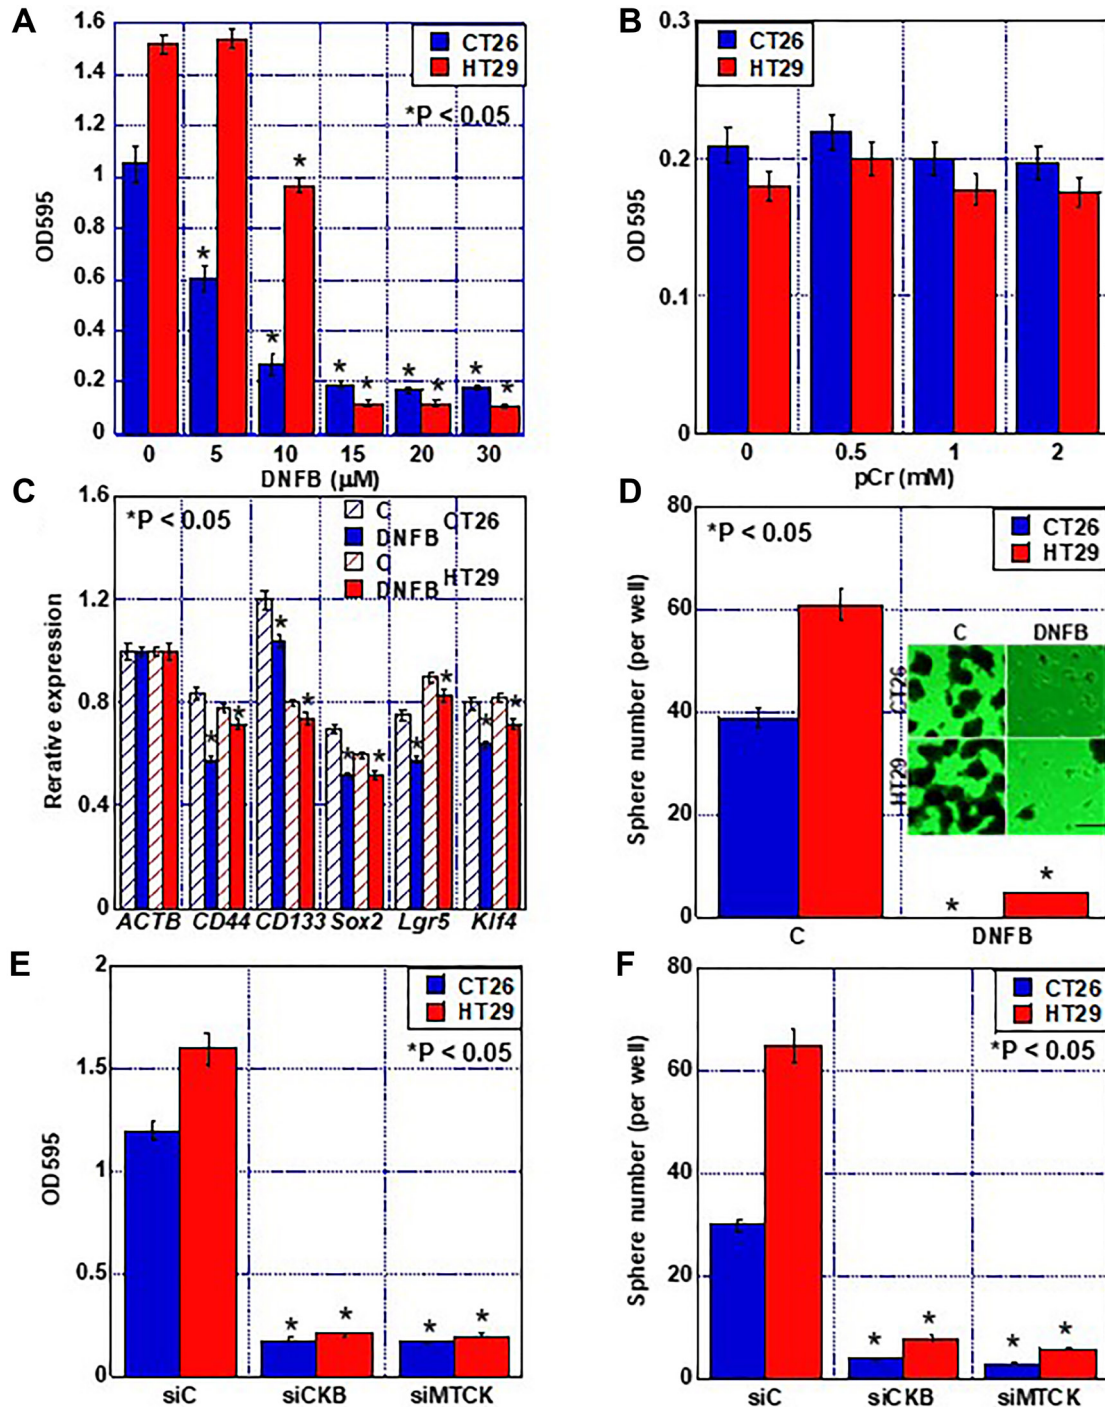 A
1.6
1.4
1.2
1
0.8
0.6
0.4
0.2
0
OD595
CT26
HT29
*P < 0.05
*
*
*
*
*
*
*
*
*
0 5 10 15 20 30
DNFB (µM)
B
0.3
0.2
0.1
0
OD595
CT26
HT29
0 0.5 1 2
pCr (mM)
C
1.6
1.2
0.8
0.4
0
Rerative expression
*P < 0.05
C
DNFB
CT26
C
DNFB
HT29
* * * * * * * * * *
ACTB CD44 CD133 Sox2 Lgr5 Klf4
D
80
60
40
20
0
Sphere number (per well)
*P < 0.05
CT26
HT29
C DNFB
CT26
HT29
* *
C DNFB
E
2
1.5
1
0.5
0
OD595
CT26
HT29
*P < 0.05
* * * *
siC siCKB siMTCK
F
80
60
40
20
0
Sphere number (per well)
CT26
HT29
*P < 0.05
* * * *
siC siCKB siMTCK